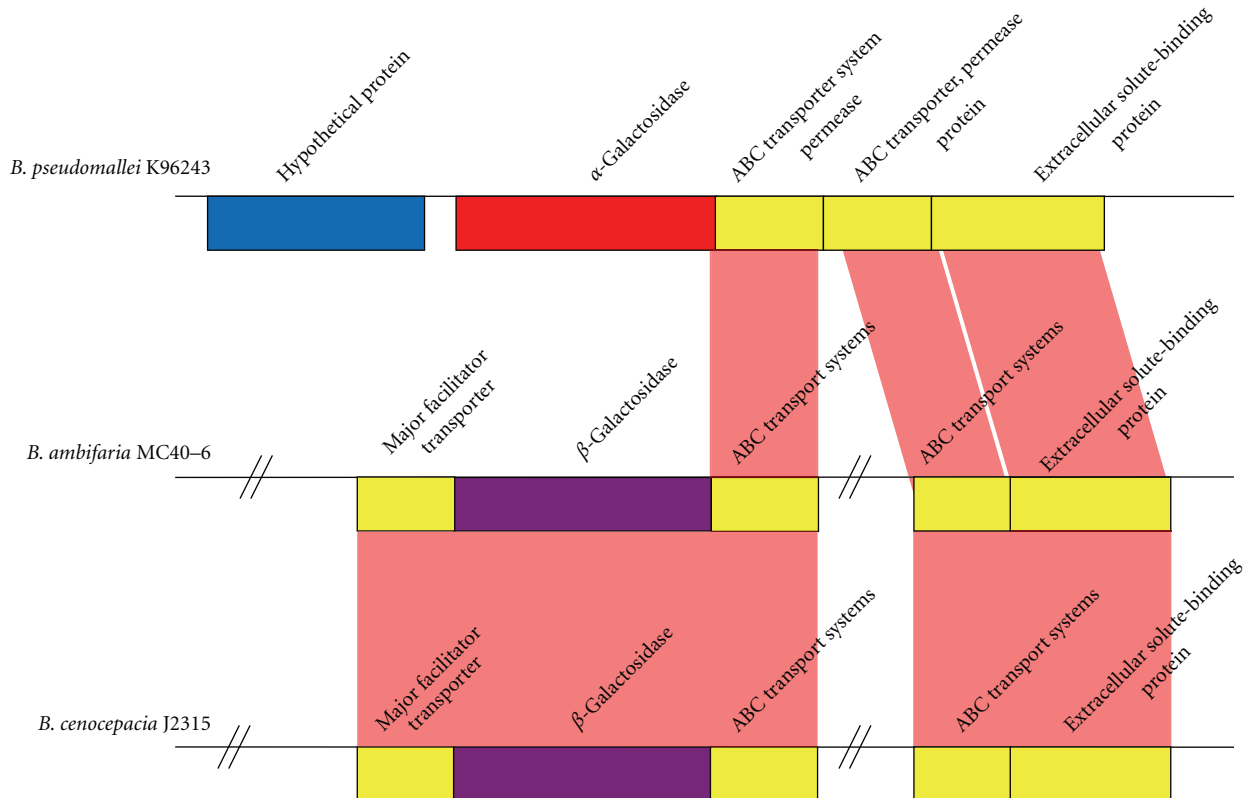 Hypothetical protein
α-Galactosidase
ABC transporter system
permease
ABC transporter, permease
protein
Extracellular solute-binding
protein
B. pseudomallei K96243
Major facilitator
transporter
β-Galactosidase
ABC transport systems
ABC transport systems
Extracellular solute-binding
protein
B. ambifaria MC40–6
Major facilitator
transporter
β-Galactosidase
ABC transport systems
ABC transport systems
Extracellular solute-binding
protein
B. cenocepacia J2315